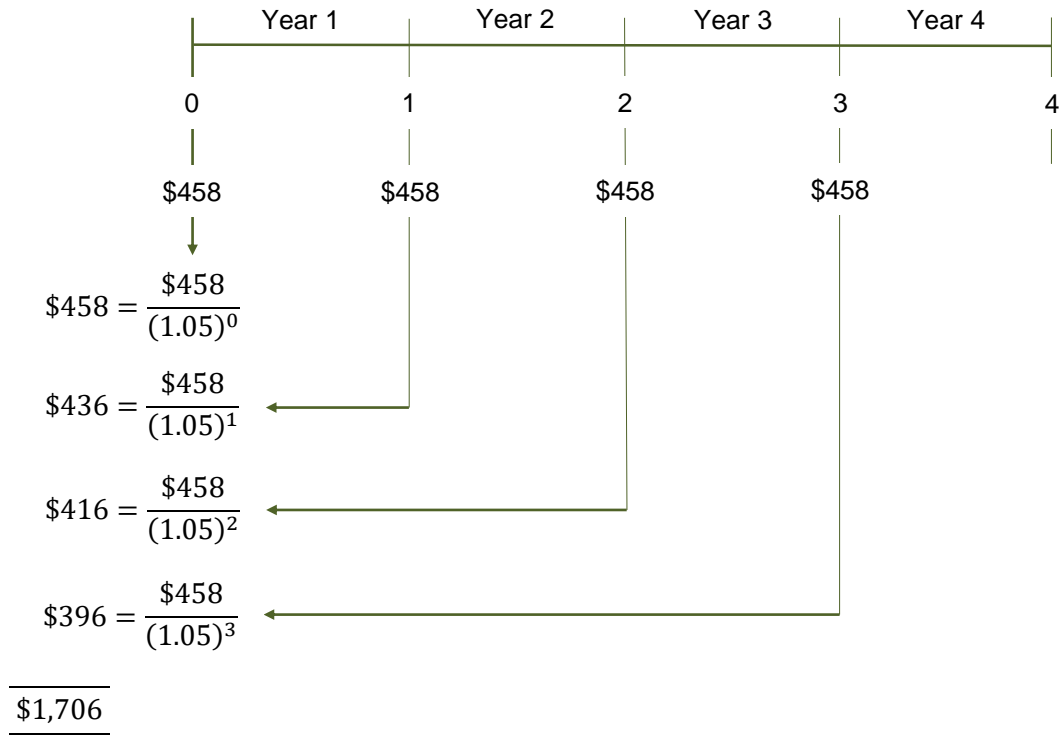 Year 1 Year 2 Year 3 Year 4
0 1 2 3 4
$458 $458 $458 $458
$458 = $458 / (1.05)^0
$436 = $458 / (1.05)^1
$416 = $458 / (1.05)^2
$396 = $458 / (1.05)^3
$1,706